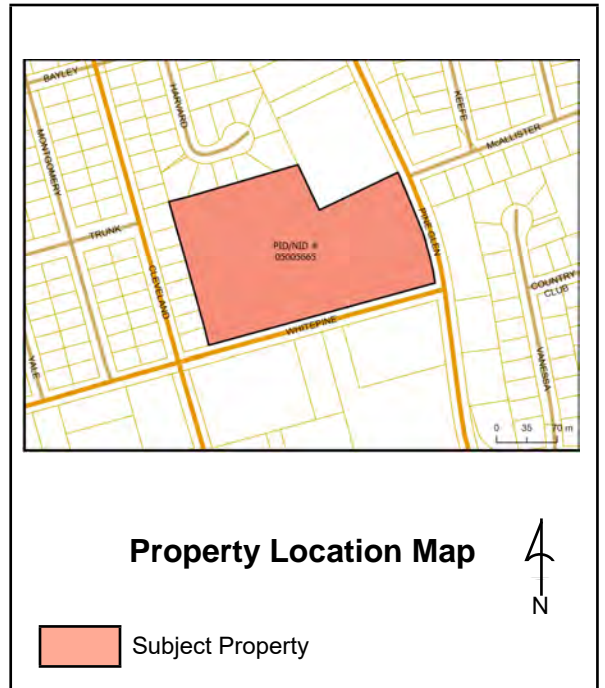 BAYLEY
HARVARD
KEEFE
MONTGOMERY
McALLISTER
TRUNK
PINE GLEN
PID/NID #
05005665
CLEVELAND
COUNTRY
CLUB
WHITEPINE
YALE
VANESSA
0 35 70 m
Property Location Map
N
Subject Property